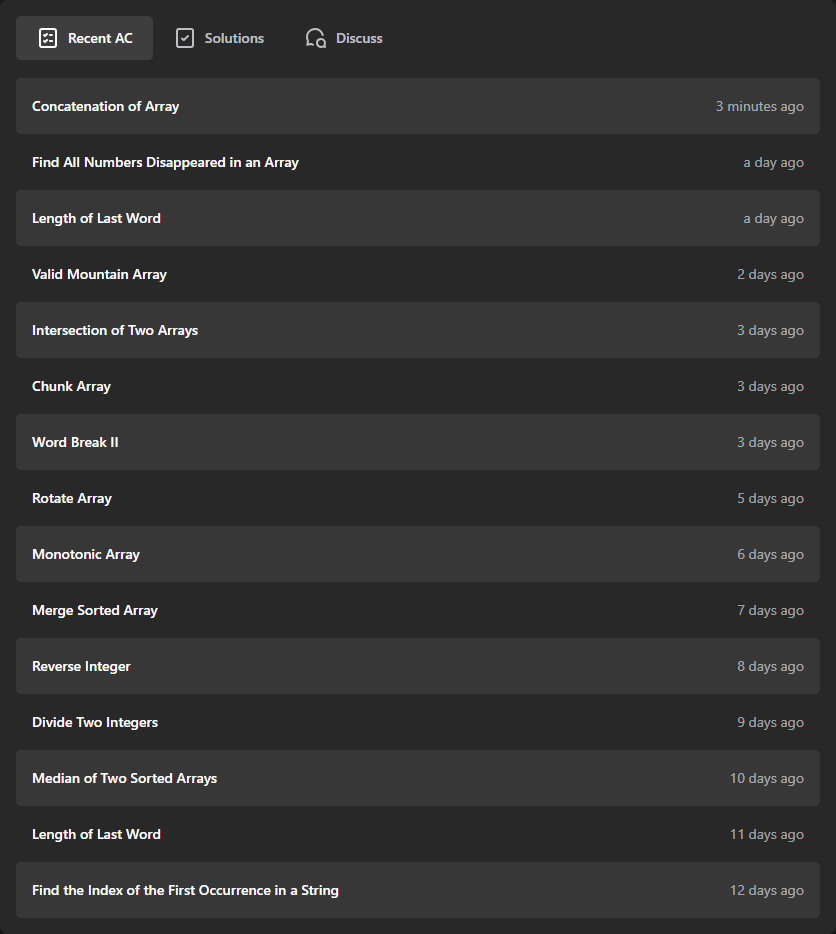 Recent AC Solutions Discuss
Concatenation of Array 3 minutes ago
Find All Numbers Disappeared in an Array a day ago
Length of Last Word a day ago
Valid Mountain Array 2 days ago
Intersection of Two Arrays 3 days ago
Chunk Array 3 days ago
Word Break II 3 days ago
Rotate Array 5 days ago
Monotonic Array 6 days ago
Merge Sorted Array 7 days ago
Reverse Integer 8 days ago
Divide Two Integers 9 days ago
Median of Two Sorted Arrays 10 days ago
Length of Last Word 11 days ago
Find the Index of the First Occurrence in a String 12 days ago